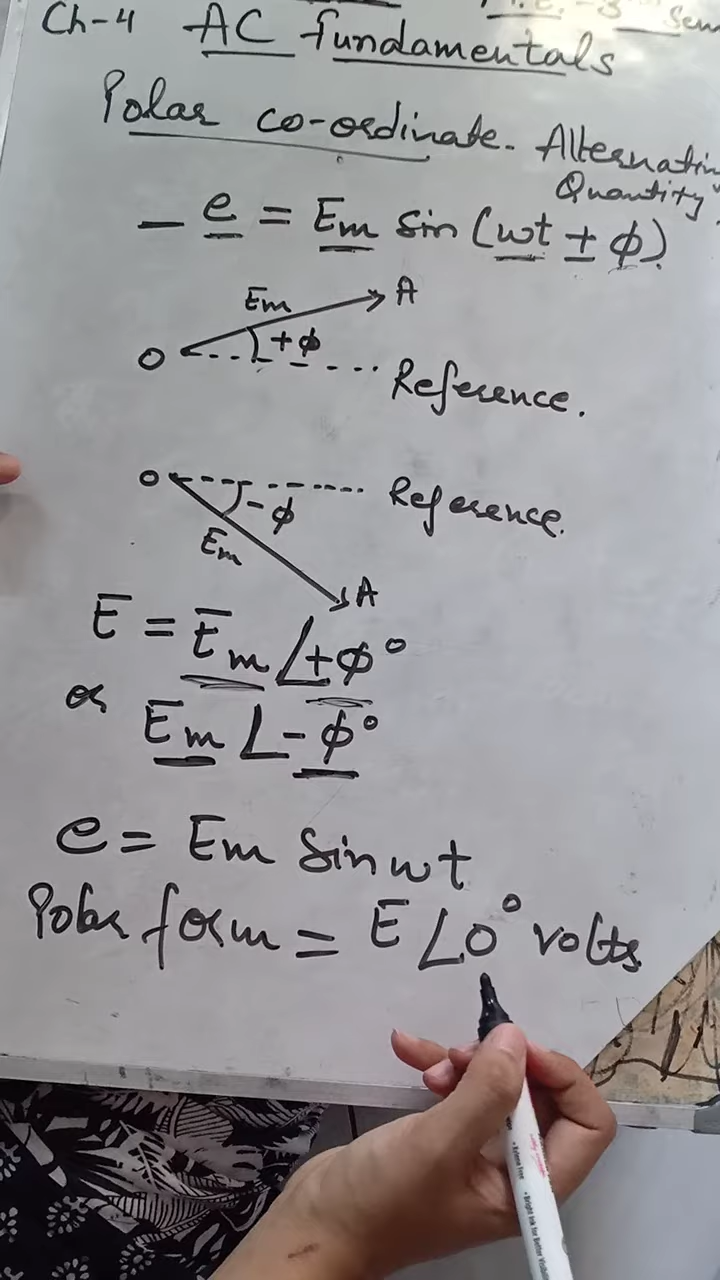 Ch-4 AC fundamentals
Polar co-ordinate. Alternatin
Quantity
- e = Em sin (ωt ± ϕ)
Em A
O +ϕ
Reference.
O Reference.
-ϕ
Em
A
E = Em ∠+ϕ°
or
Em ∠-ϕ°
e = Em Sin ωt
Polar form = E ∠0° volts